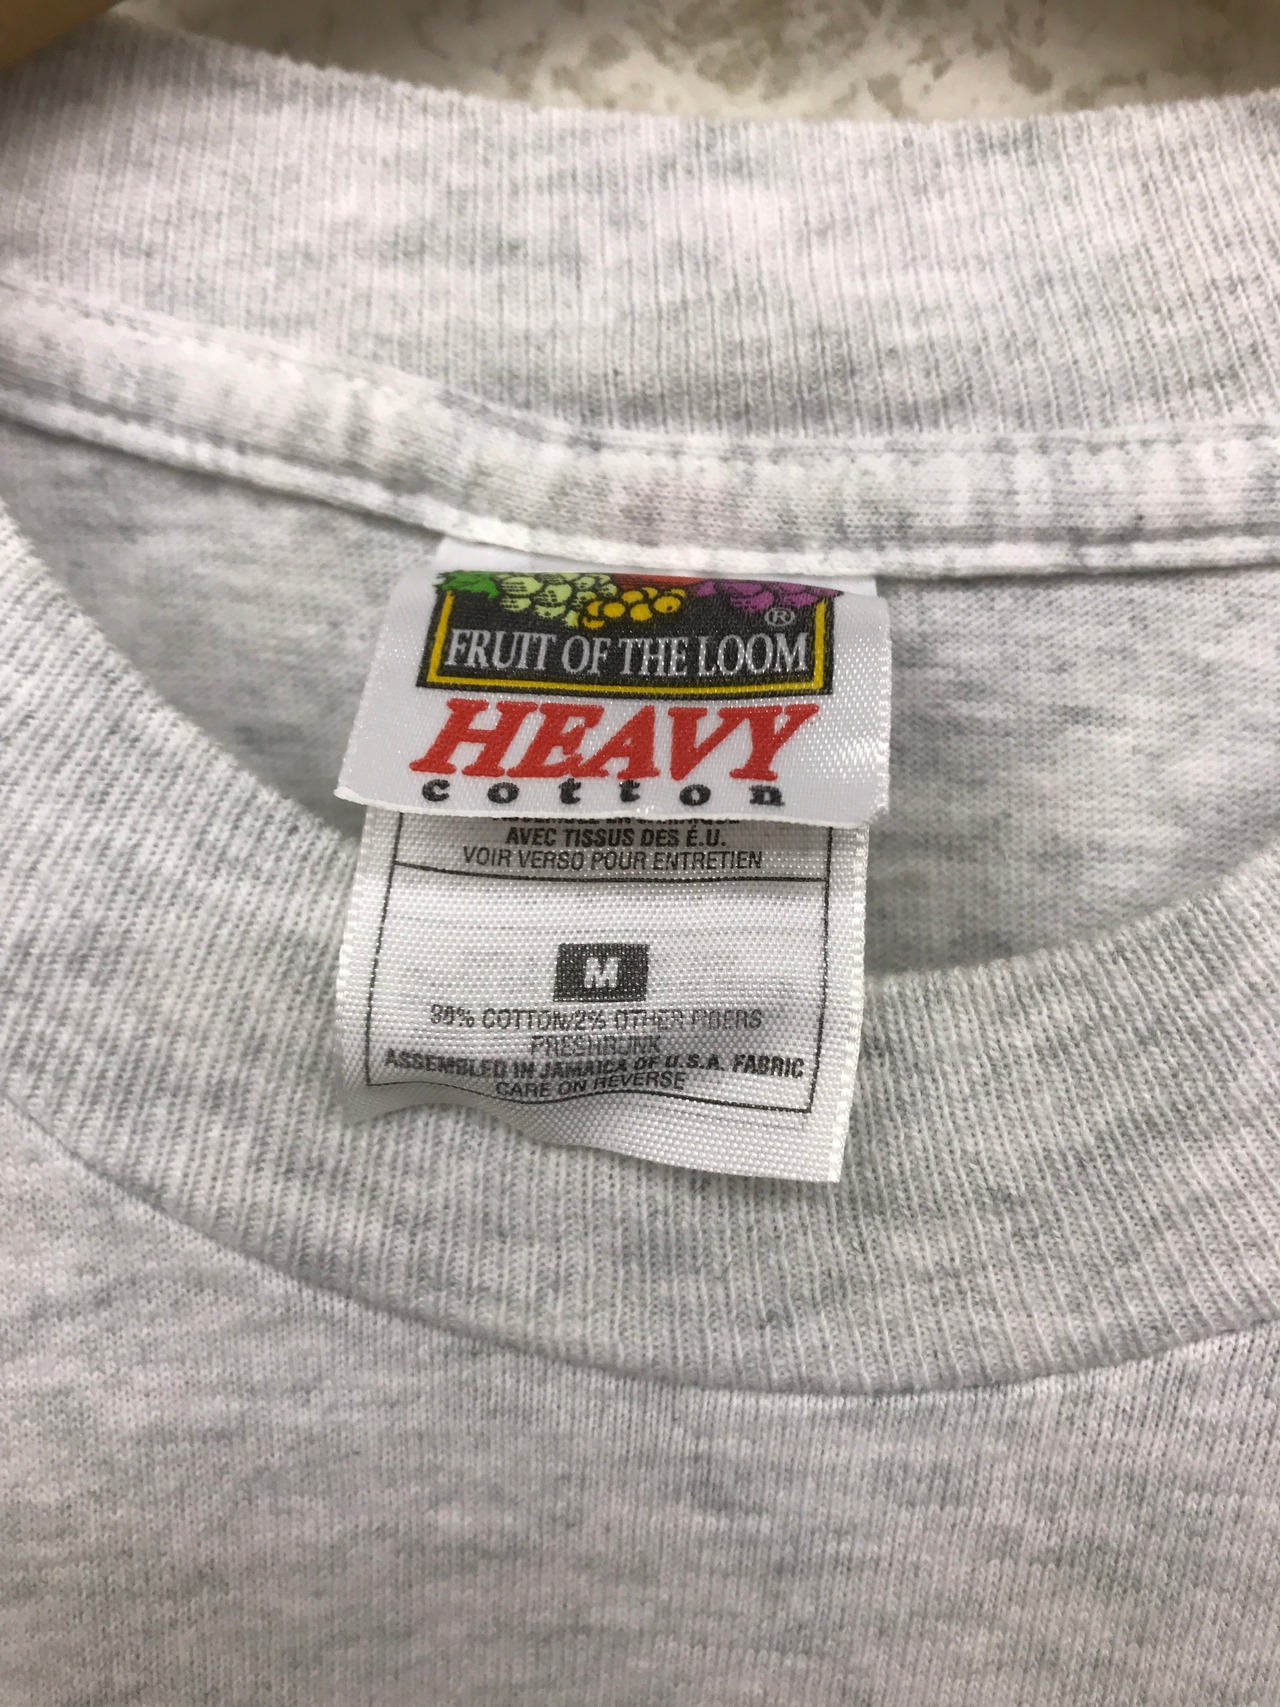 ®
FRUIT OF THE LOOM
HEAVY
cotton
AVEC TISSUS DES É.U.
VOIR VERSO POUR ENTRETIEN
M
98% COTTON/2% OTHER FIBERS
PRESHRUNK
ASSEMBLED IN JAMAICA OF U.S.A. FABRIC
CARE ON REVERSE